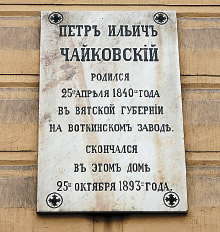 ПЕТРЪ ИЛЬИЧЪ
ЧАЙКОВСКІЙ
РОДИЛСЯ
25го АПРѢЛЯ 1840го ГОДА
ВЪ ВЯТСКОЙ ГУБЕРНІИ
НА ВОТКИНСКОМЪ ЗАВОДѢ.
СКОНЧАЛСЯ
ВЪ ЭТОМЪ ДОМѢ
25го ОКТЯБРЯ 1893го ГОДА.